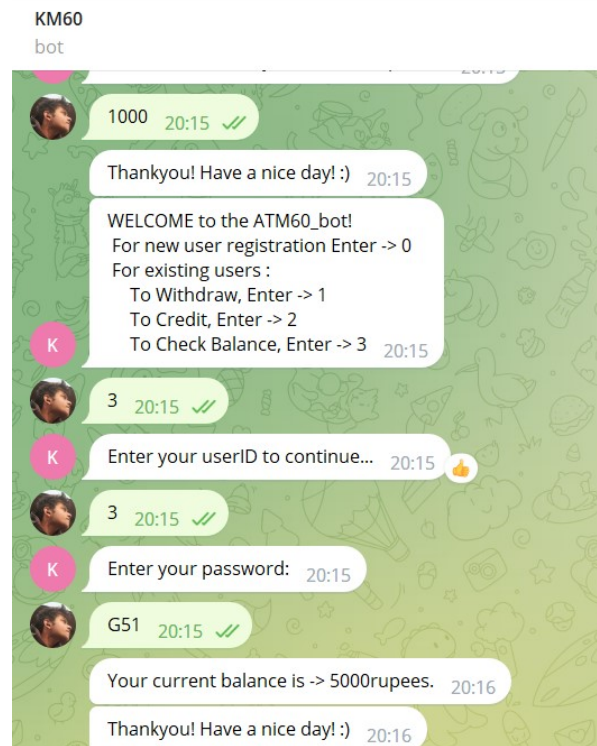 KM60
bot
20:15
1000 20:15
Thankyou! Have a nice day! :) 20:15
WELCOME to the ATM60_bot!
For new user registration Enter -> 0
For existing users :
To Withdraw, Enter -> 1
To Credit, Enter -> 2
To Check Balance, Enter -> 3 20:15
K
3 20:15
K
Enter your userID to continue... 20:15
3 20:15
K
Enter your password: 20:15
G51 20:15
Your current balance is -> 5000rupees. 20:16
Thankyou! Have a nice day! :) 20:16